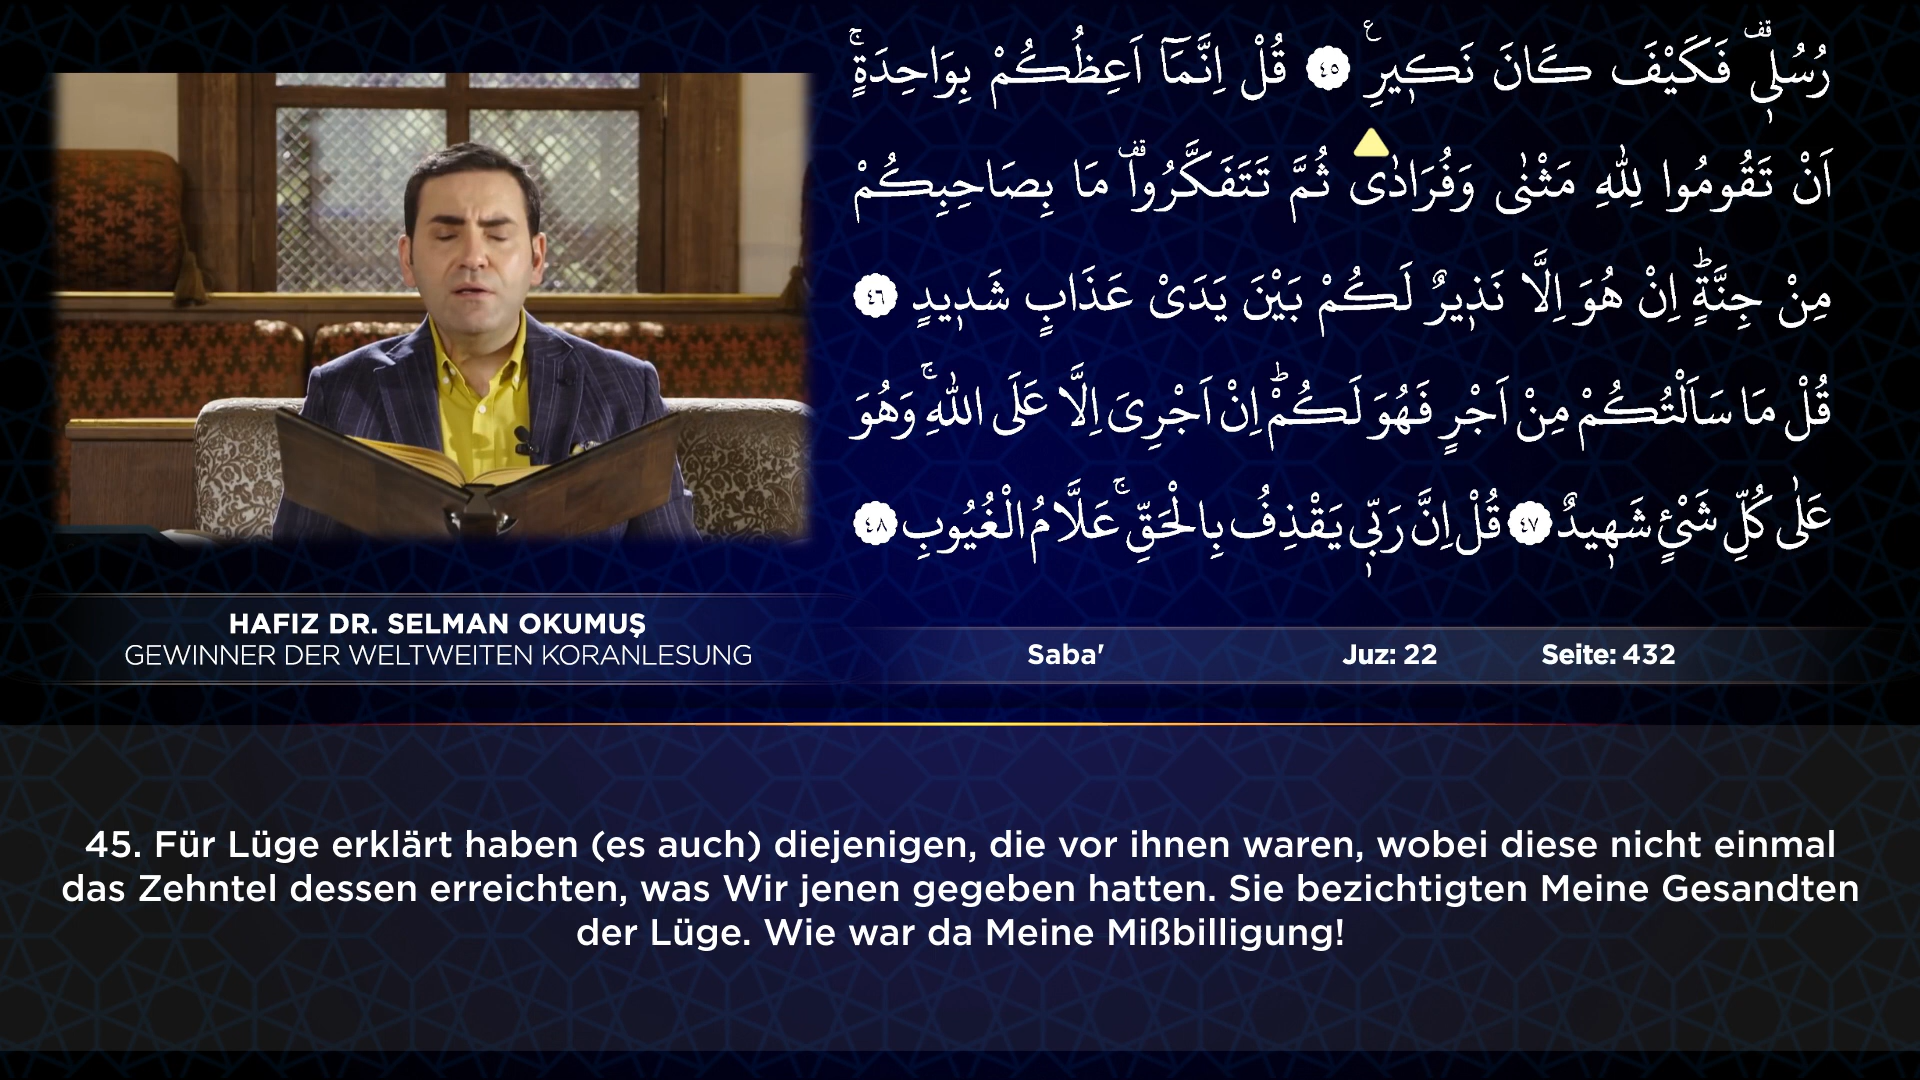 رُسُلٖيࣞ فَكَيْفَ كَانَ نَكٖيرِࣖ ﴿٤٥﴾ قُلْ اِنَّمَٓا اَعِظُكُمْ بِوَاحِدَةٍۚ
اَنْ تَقُومُوا لِلّٰهِ مَثْنٰى وَفُرَادٰى ثُمَّ تَتَفَكَّرُواࣞ مَا بِصَاحِبِكُمْ
مِنْ جِنَّةٍؕ اِنْ هُوَ اِلَّا نَذٖيرٌ لَكُمْ بَيْنَ يَدَىْ عَذَابٍ شَدٖيدٍ ﴿٤٦﴾
قُلْ مَا سَاَلْتُكُمْ مِنْ اَجْرٍ فَهُوَ لَكُمْؕ اِنْ اَجْرِىَ اِلَّا عَلَى اللّٰهِۚ وَهُوَ
عَلٰى كُلِّ شَىْءٍ شَهٖيدٌ ﴿٤٧﴾ قُلْ اِنَّ رَبّٖي يَقْذِفُ بِالْحَقِّۚ عَلَّامُ الْغُيُوبِ ﴿٤٨﴾
HAFIZ DR. SELMAN OKUMUŞ
GEWINNER DER WELTWEITEN KORANLESUNG
Saba' Juz: 22 Seite: 432
45. Für Lüge erklärt haben (es auch) diejenigen, die vor ihnen waren, wobei diese nicht einmal
das Zehntel dessen erreichten, was Wir jenen gegeben hatten. Sie bezichtigten Meine Gesandten
der Lüge. Wie war da Meine Mißbilligung!